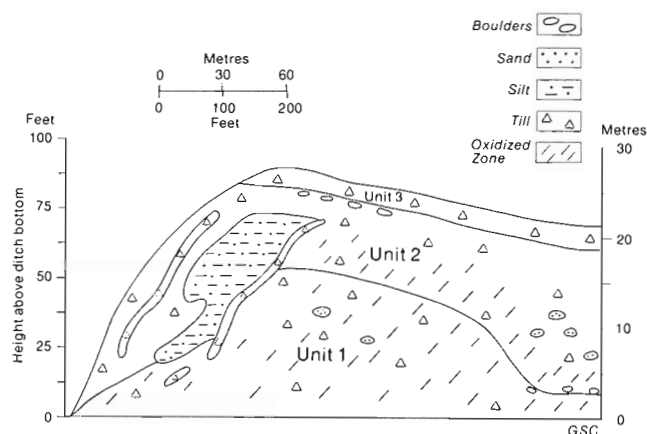 Boulders
Sand
Silt
Till
Oxidized
Zone
Metres
0 30 60
0 100 200
Feet
Feet
100
75
50
25
0
Height above ditch bottom
Metres
30
20
10
0
Unit 3
Unit 2
Unit 1
GSC